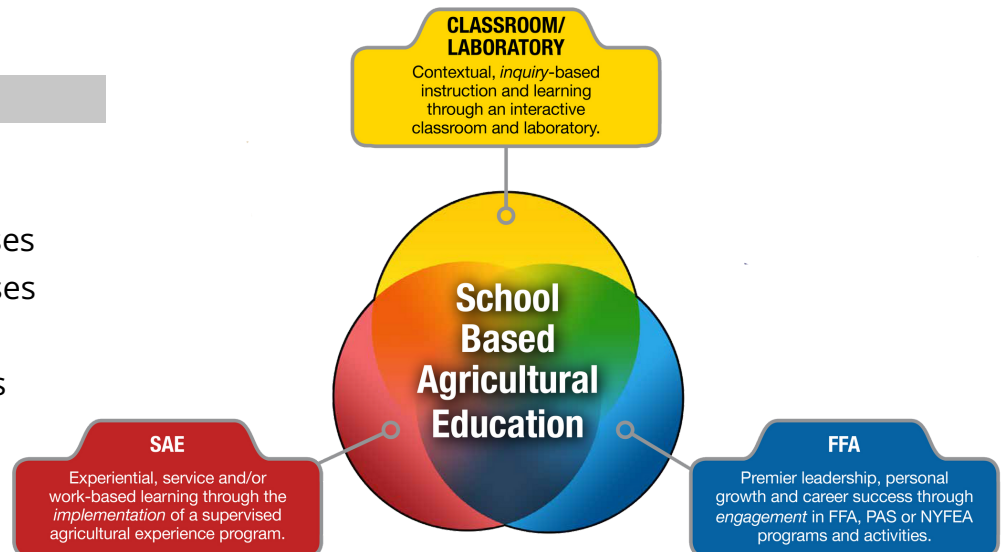 CLASSROOM/
LABORATORY
Contextual, inquiry-based
instruction and learning
through an interactive
classroom and laboratory.
School
Based
Agricultural
Education
SAE
Experiential, service and/or
work-based learning through the
implementation of a supervised
agricultural experience program.
FFA
Premier leadership, personal
growth and career success through
engagement in FFA, PAS or NYFEA
programs and activities.